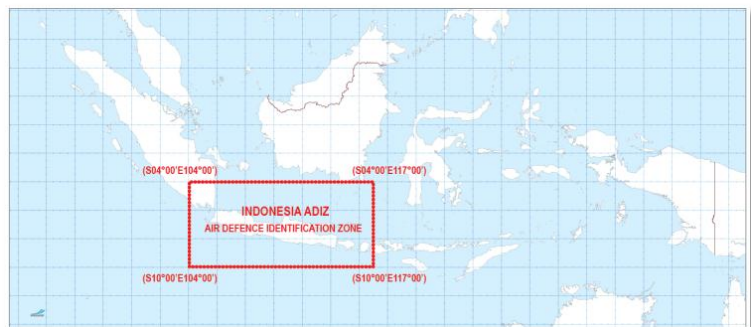 (S04°00'E104°00') (S04°00'E117°00')
INDONESIA ADIZ
AIR DEFENCE IDENTIFICATION ZONE
(S10°00'E104°00') (S10°00'E117°00')